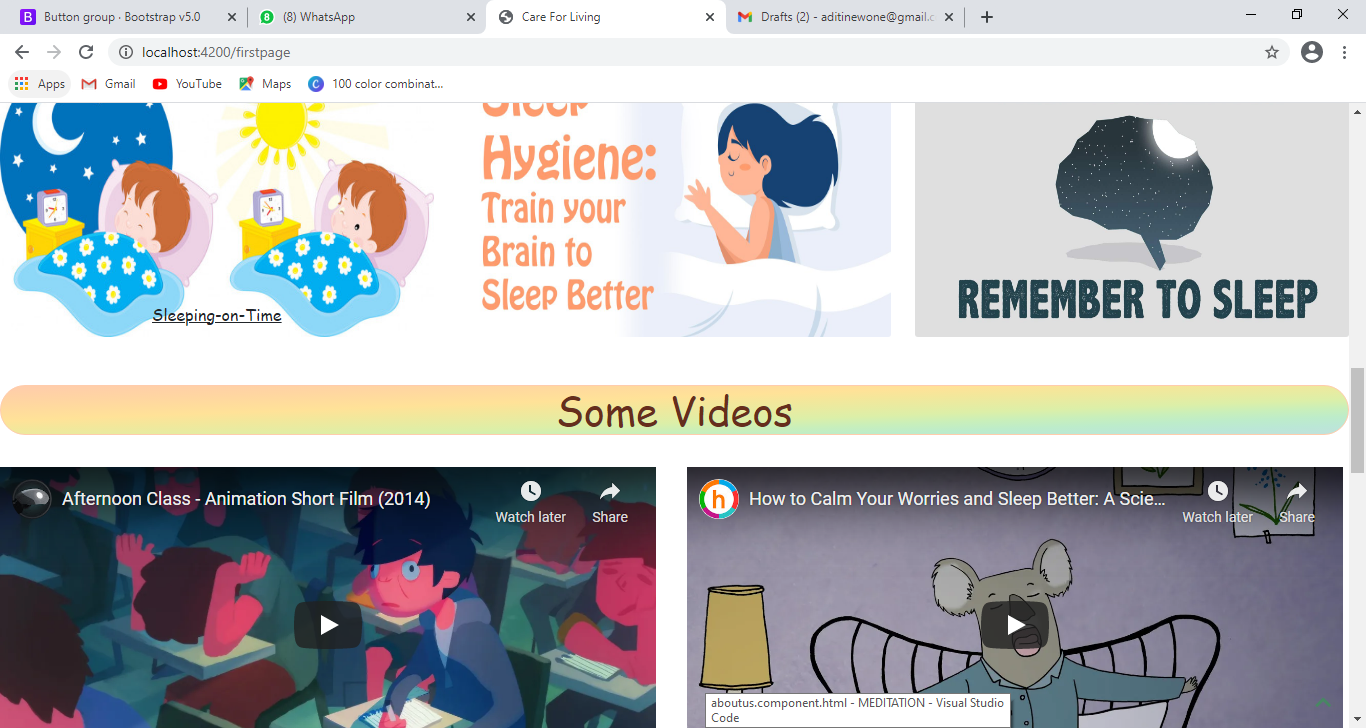 Button group · Bootstrap v5.0
(8) WhatsApp
Care For Living
Drafts (2) - aditinewone@gmail.c
localhost:4200/firstpage
Apps
Gmail
YouTube
Maps
100 color combinat...
Sleeping-on-Time
Sleep
Hygiene:
Train your
Brain to
Sleep Better
REMEMBER TO SLEEP
Some Videos
Afternoon Class - Animation Short Film (2014)
Watch later
Share
How to Calm Your Worries and Sleep Better: A Scie...
Watch later
Share
aboutus.component.html - MEDITATION - Visual Studio
Code